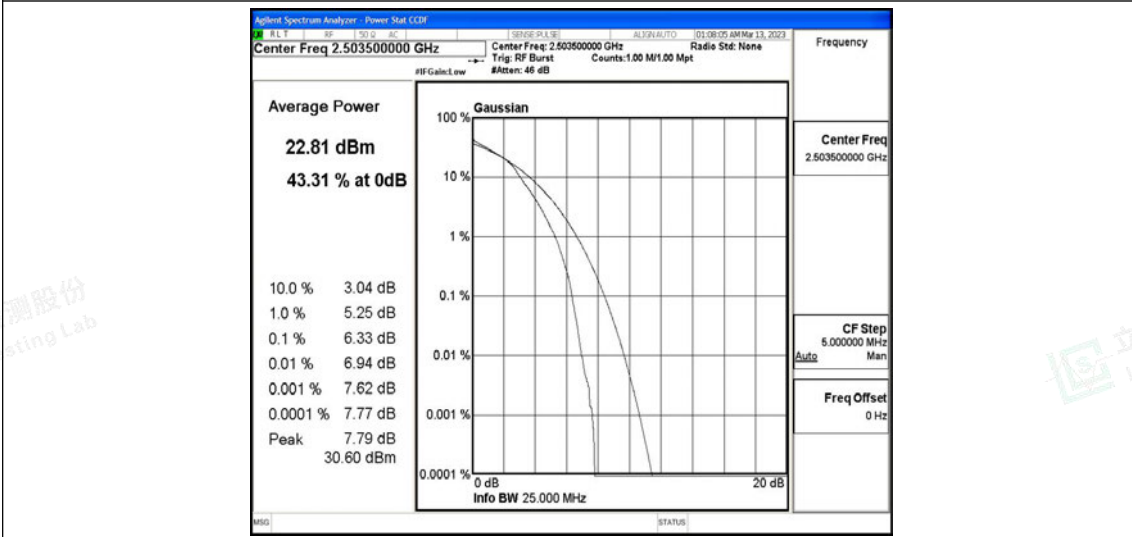 Agilent Spectrum Analyzer - Power Stat CCDF
RLT RF 50 Ω AC SENSE:PULSE ALIGNAUTO 01:08:05 AM Mar 13, 2023
Center Freq 2.503500000 GHz
Center Freq: 2.503500000 GHz Radio Std: None
Trig: RF Burst Counts:1.00 M/1.00 Mpt
#IFGain:Low #Atten: 46 dB
Frequency
Average Power
22.81 dBm
43.31 % at 0dB
10.0 % 3.04 dB
1.0 % 5.25 dB
0.1 % 6.33 dB
0.01 % 6.94 dB
0.001 % 7.62 dB
0.0001 % 7.77 dB
Peak 7.79 dB
30.60 dBm
Gaussian
100 %
10 %
1 %
0.1 %
0.01 %
0.001 %
0.0001 %
0 dB 20 dB
Info BW 25.000 MHz
Center Freq
2.503500000 GHz
CF Step
5.000000 MHz
Auto Man
Freq Offset
0 Hz
MSG STATUS
测股份
sting Lab